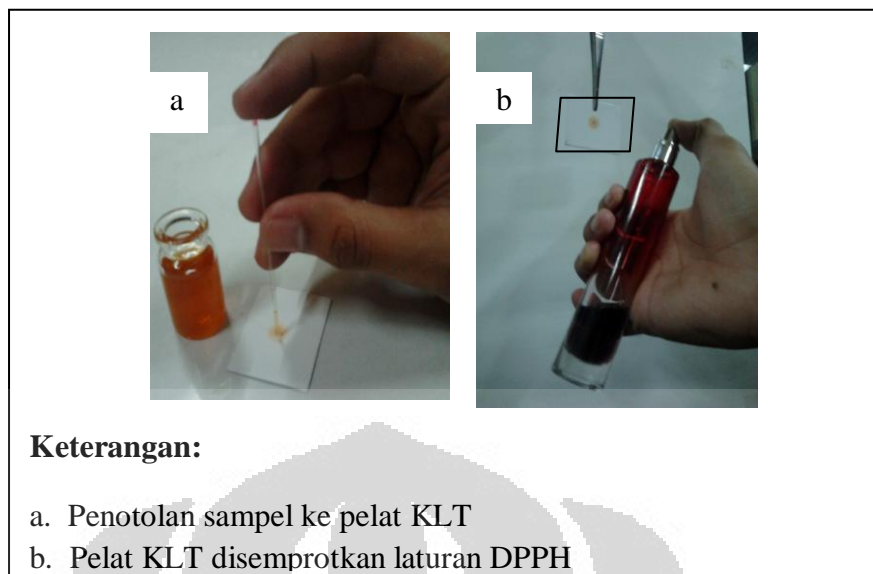 a
b
Keterangan:
a. Penotolan sampel ke pelat KLT
b. Pelat KLT disemprotkan laturan DPPH